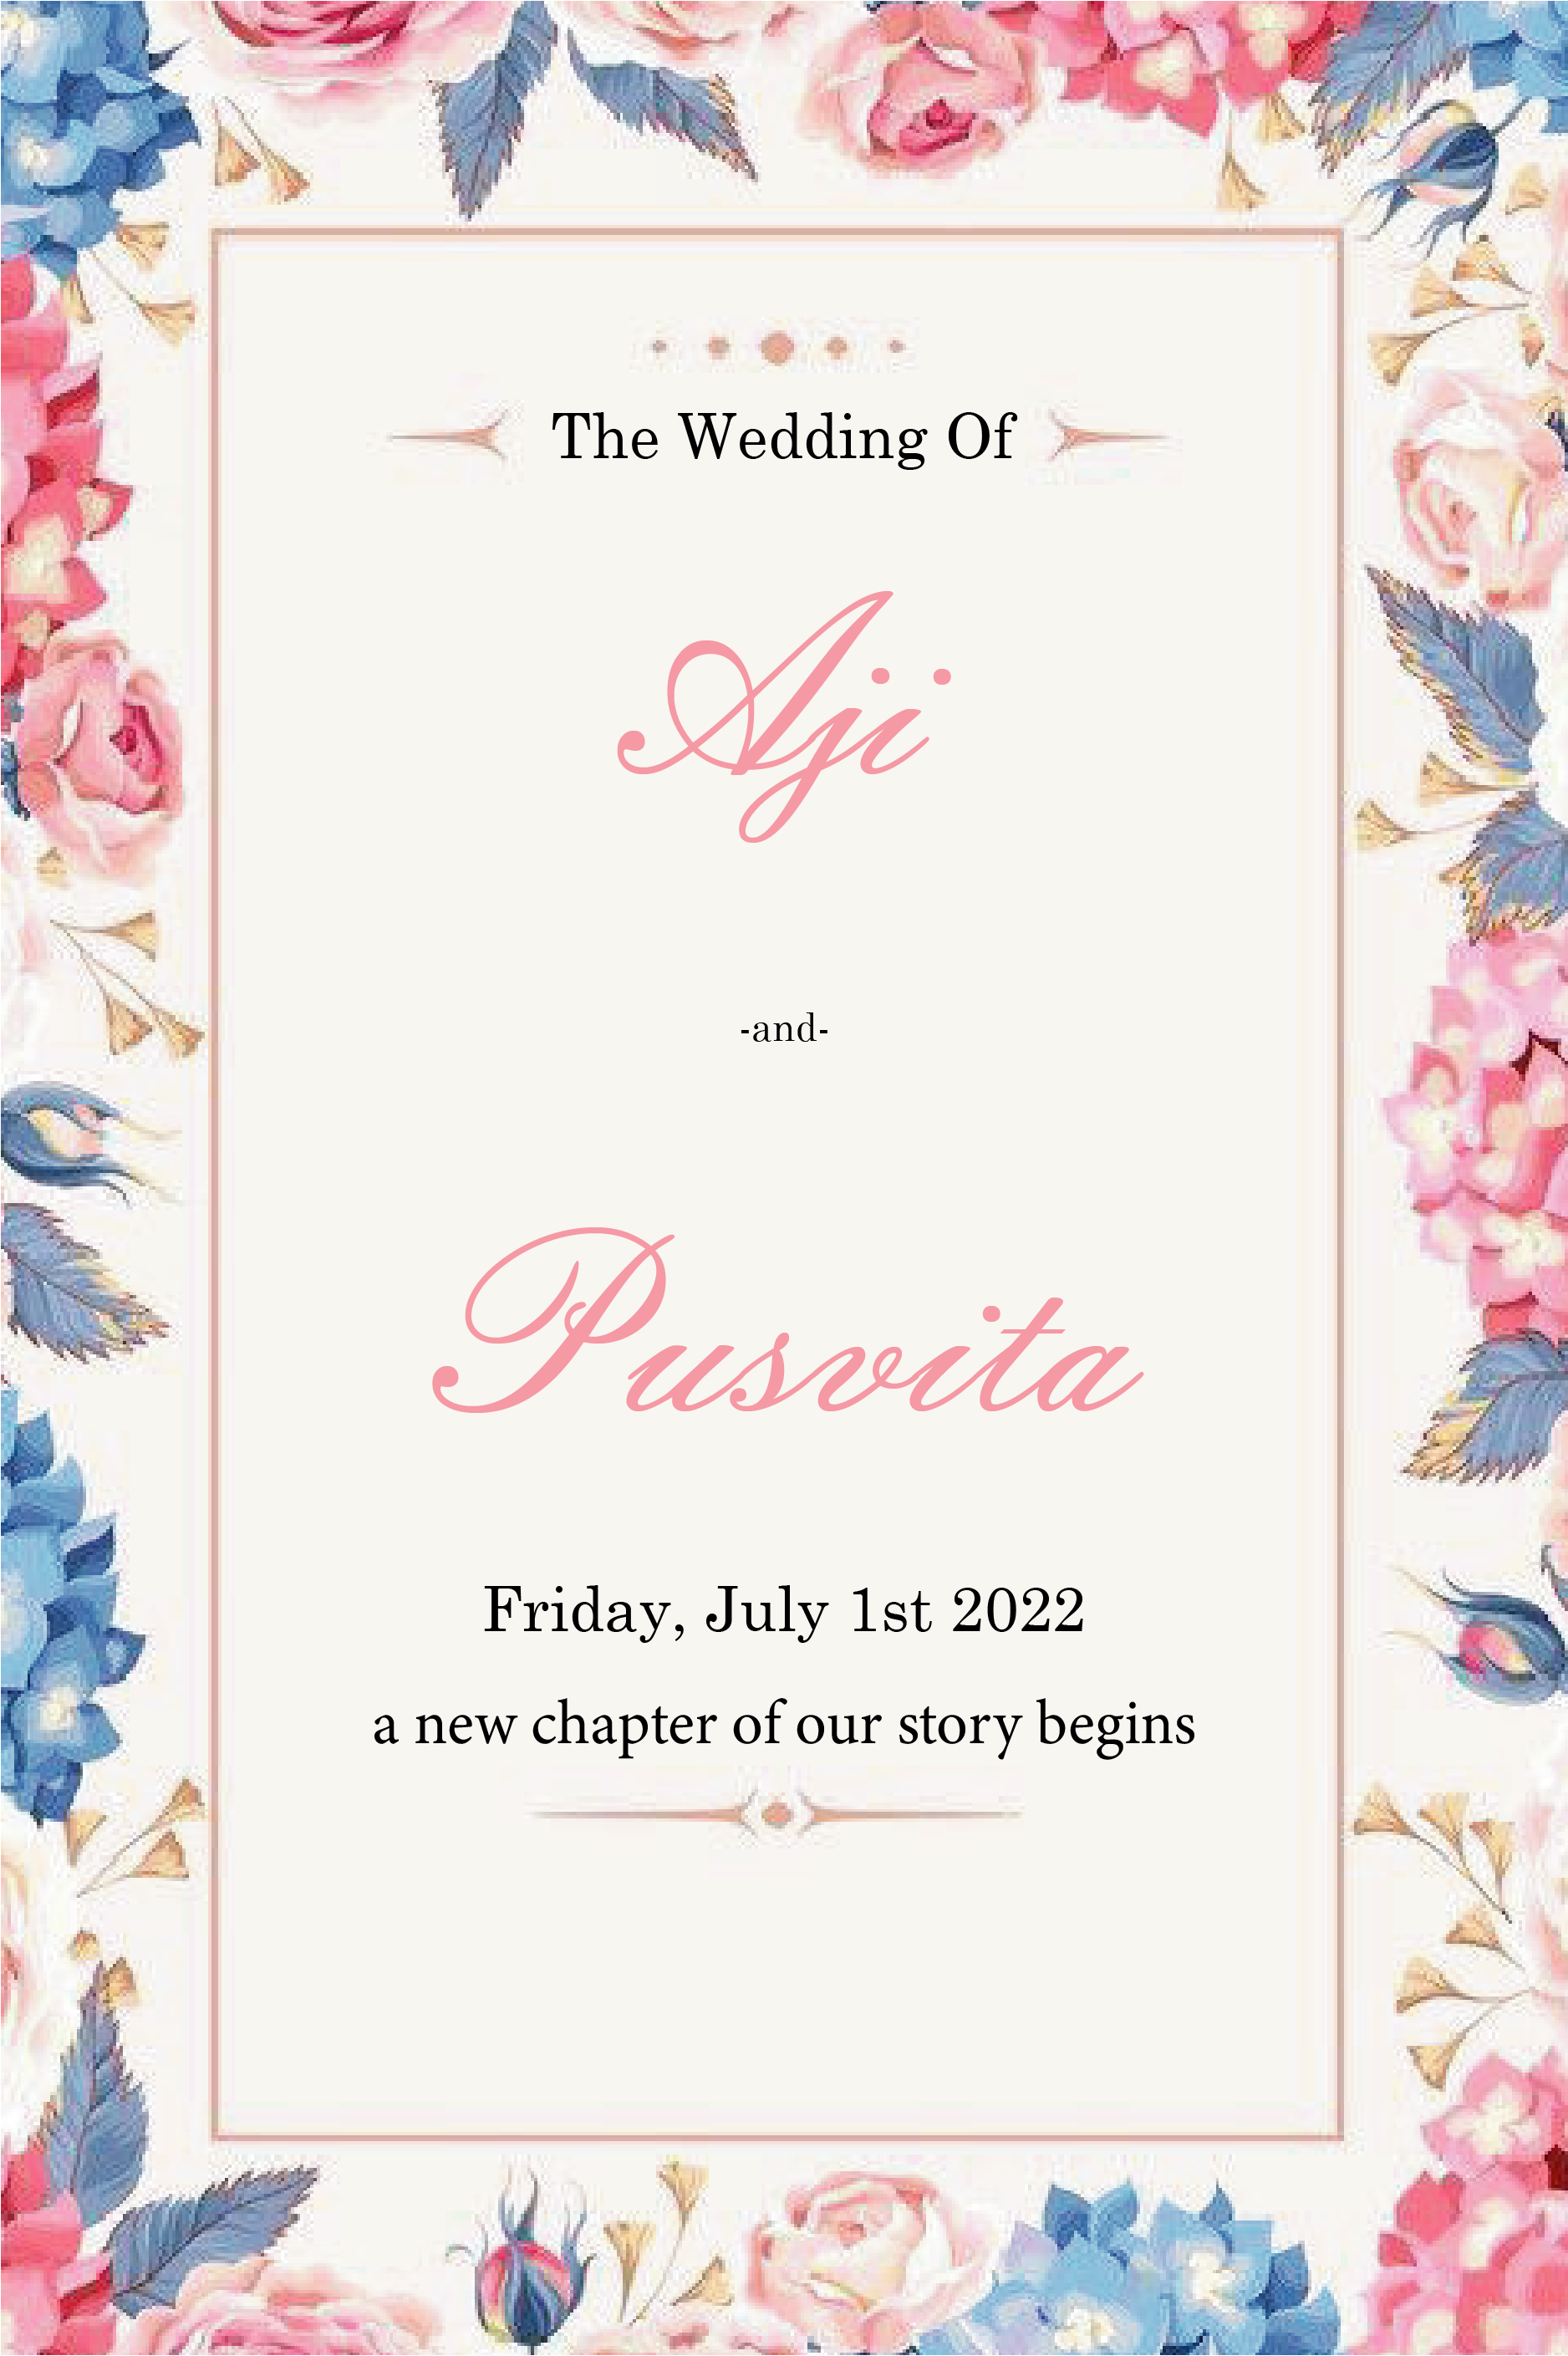 The Wedding Of
Aji
-and-
Pusvita
Friday, July 1st 2022
a new chapter of our story begins